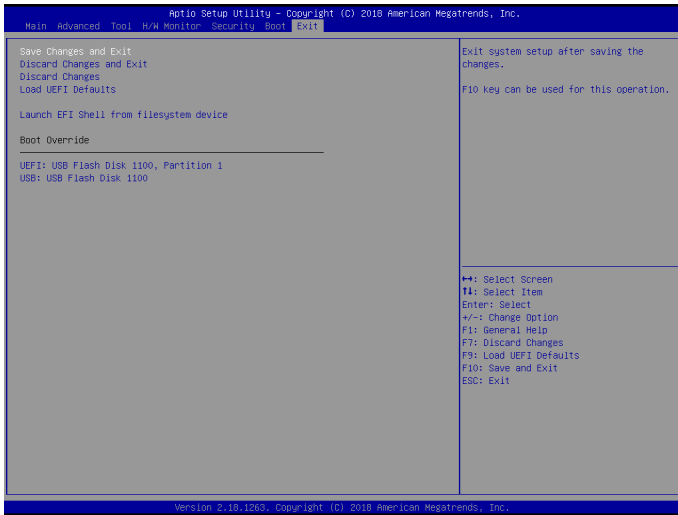 Aptio Setup Utility – Copyright (C) 2018 American Megatrends, Inc.
Main Advanced Tool H/W Monitor Security Boot Exit
Save Changes and Exit
Discard Changes and Exit
Discard Changes
Load UEFI Defaults
Launch EFI Shell from filesystem device
Boot Override
UEFI: USB Flash Disk 1100, Partition 1
USB: USB Flash Disk 1100
Exit system setup after saving the
changes.
F10 key can be used for this operation.
↔: Select Screen
↑↓: Select Item
Enter: Select
+/-: Change Option
F1: General Help
F7: Discard Changes
F9: Load UEFI Defaults
F10: Save and Exit
ESC: Exit
Version 2.18.1263. Copyright (C) 2018 American Megatrends, Inc.